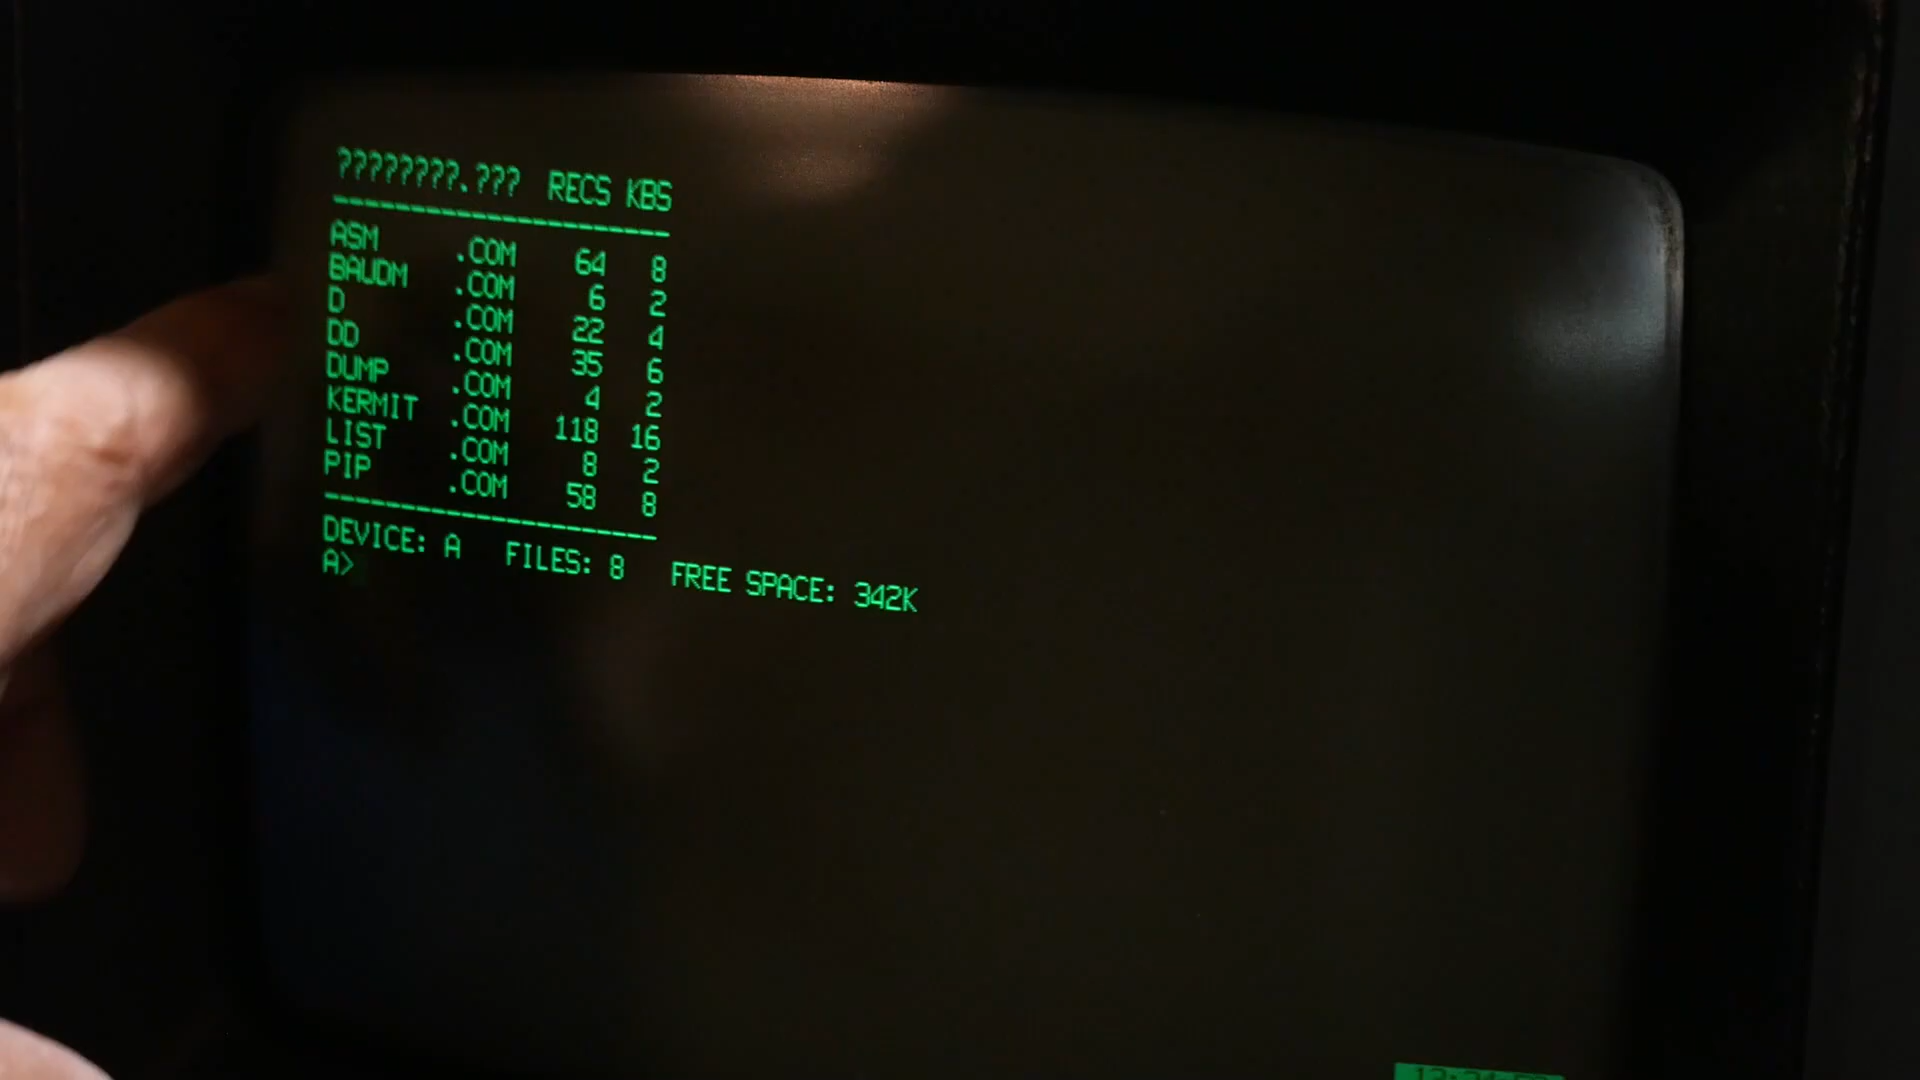 ????????.??? RECS KBS
---------------------
ASM .COM 64 8
BAUDM .COM 6 2
D .COM 22 4
DD .COM 35 6
DUMP .COM 4 2
KERMIT .COM 118 16
LIST .COM 8 2
PIP .COM 58 8
---------------------
DEVICE: A FILES: 8 FREE SPACE: 342K
A>